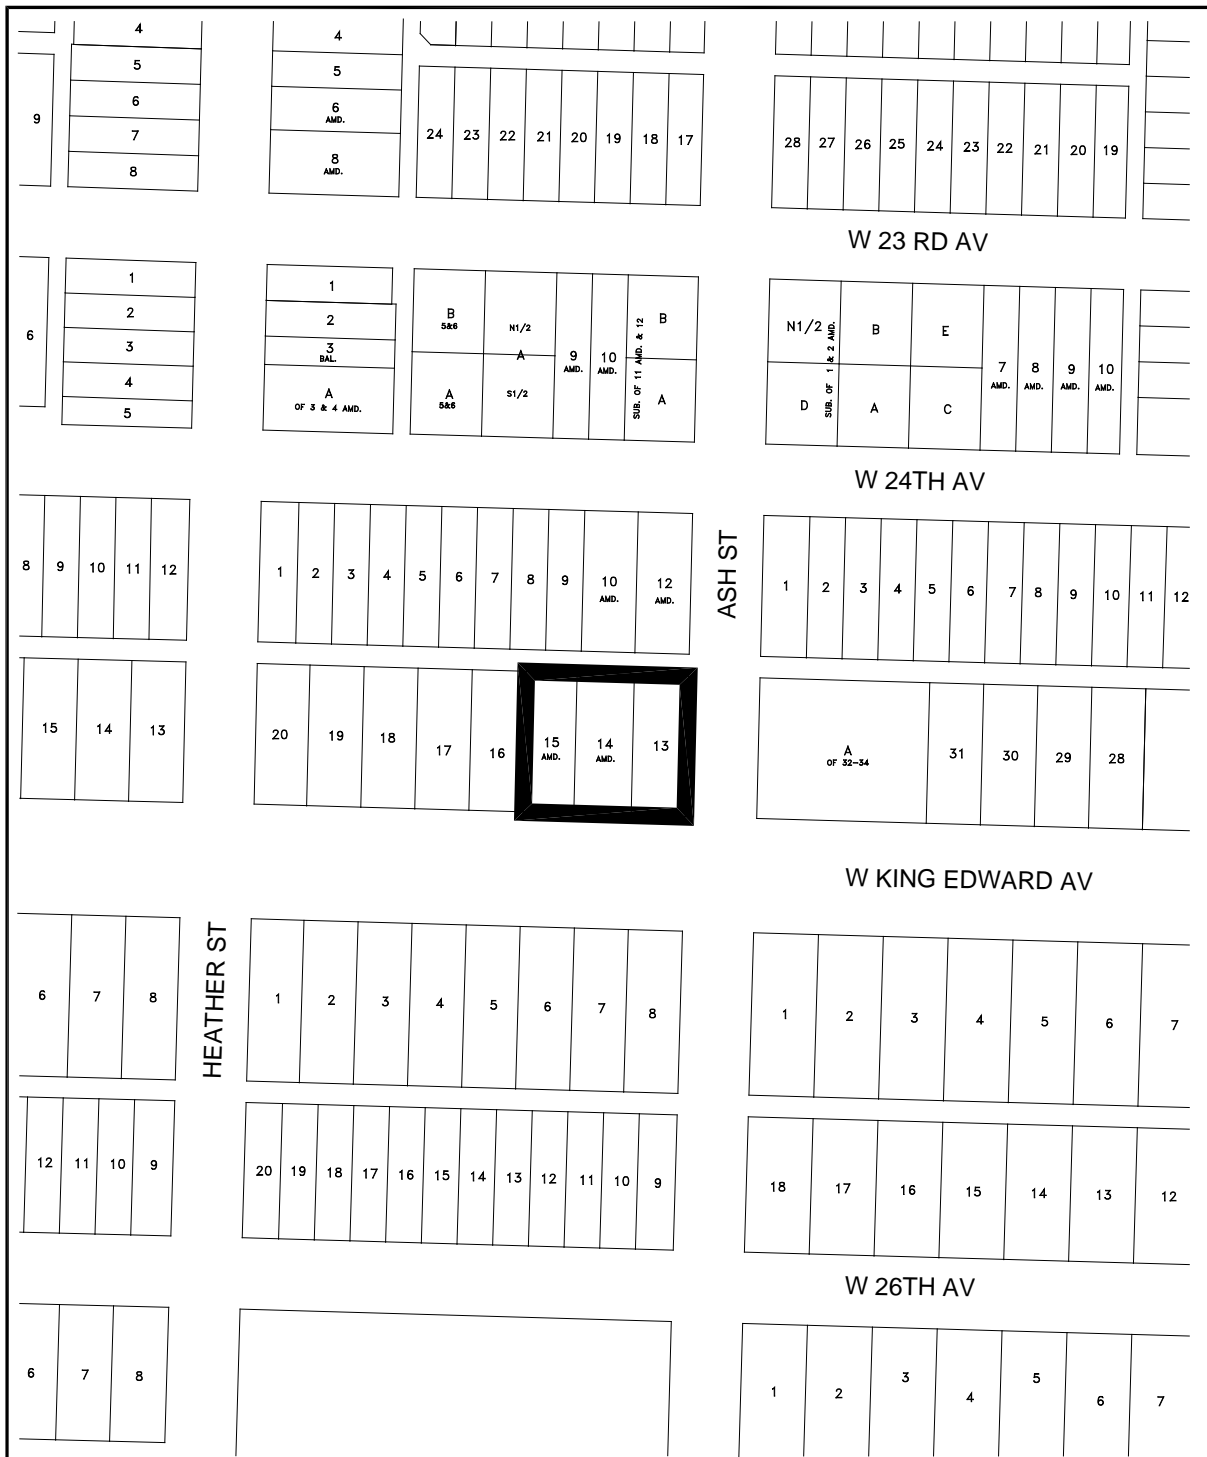 4
4
5
5
9
6
6
AMD.
7
8
AMD.
8
24 23 22 21 20 19 18 17
28 27 26 25 24 23 22 21 20 19
W 23 RD AV
1
2
3
4
5
6
1
2
3
BAL.
A
OF 3 & 4 AMD.
B
5&6
A
5&6
N1/2
A
S1/2
9
AMD.
10
AMD.
SUB. OF 11 AMD. & 12
B
A
N1/2
D
SUB. OF 1 & 2 AMD.
B
A
E
C
7
AMD.
8
AMD.
9
AMD.
10
AMD.
W 24TH AV
8 9 10 11 12
1 2 3 4 5 6 7 8 9
10
AMD.
12
AMD.
ASH ST
1 2 3 4 5 6 7 8 9 10 11 12
15 14 13
20 19 18 17 16
15
AMD.
14
AMD.
13
A
OF 32-34
31 30 29 28
W KING EDWARD AV
6 7 8
HEATHER ST
1 2 3 4 5 6 7 8
1 2 3 4 5 6 7
12 11 10 9
20 19 18 17 16 15 14 13 12 11 10 9
18 17 16 15 14 13 12
W 26TH AV
6 7 8
1 2 3 4 5 6 7